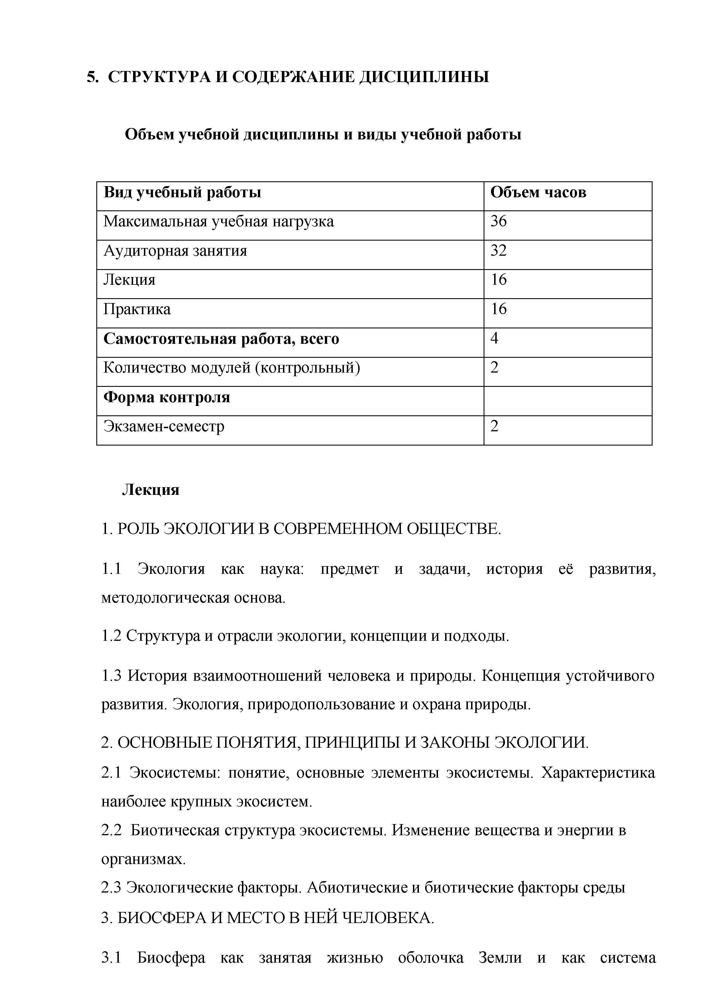 5. СТРУКТУРА И СОДЕРЖАНИЕ ДИСЦИПЛИНЫ
Объем учебной дисциплины и виды учебной работы
Вид учебный работы Объем часов
Максимальная учебная нагрузка 36
Аудиторная занятия 32
Лекция 16
Практика 16
Самостоятельная работа, всего 4
Количество модулей (контрольный) 2
Форма контроля
Экзамен-семестр 2
Лекция
1. РОЛЬ ЭКОЛОГИИ В СОВРЕМЕННОМ ОБЩЕСТВЕ.
1.1 Экология как наука: предмет и задачи, история её развития,
методологическая основа.
1.2 Структура и отрасли экологии, концепции и подходы.
1.3 История взаимоотношений человека и природы. Концепция устойчивого
развития. Экология, природопользование и охрана природы.
2. ОСНОВНЫЕ ПОНЯТИЯ, ПРИНЦИПЫ И ЗАКОНЫ ЭКОЛОГИИ.
2.1 Экосистемы: понятие, основные элементы экосистемы. Характеристика
наиболее крупных экосистем.
2.2 Биотическая структура экосистемы. Изменение вещества и энергии в
организмах.
2.3 Экологические факторы. Абиотические и биотические факторы среды
3. БИОСФЕРА И МЕСТО В НЕЙ ЧЕЛОВЕКА.
3.1 Биосфера как занятая жизнью оболочка Земли и как система